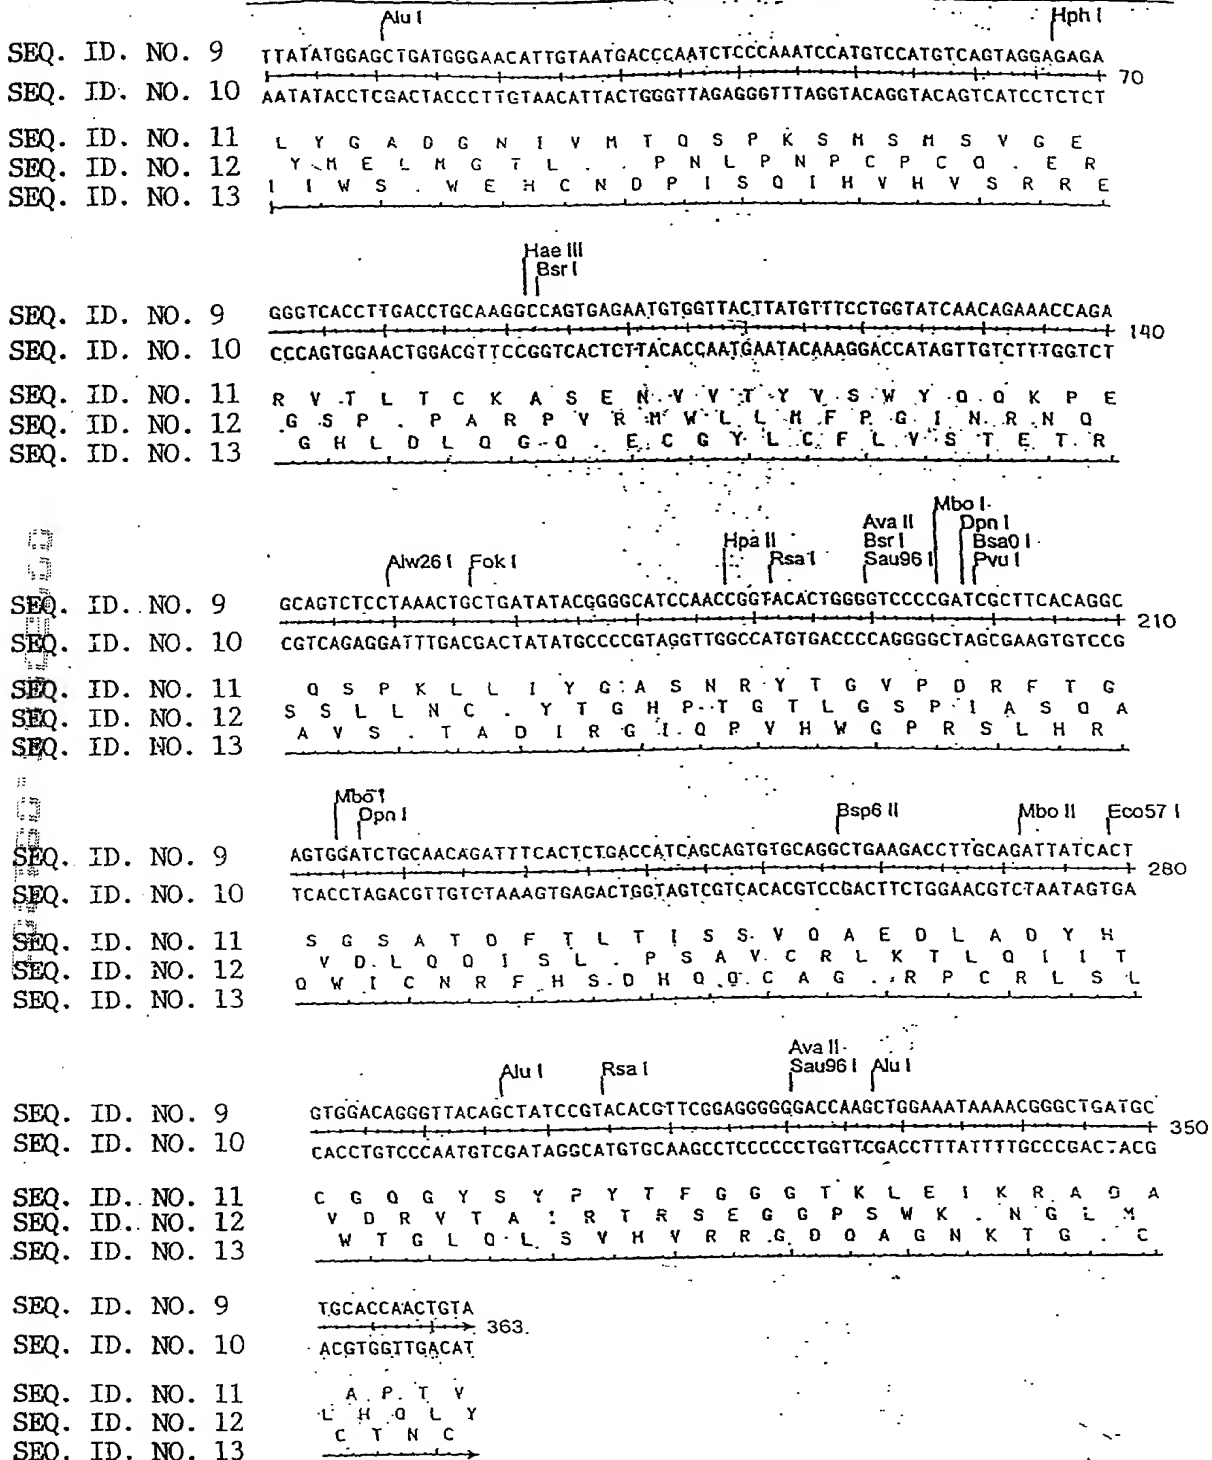 Alu I Hph I
SEQ. ID. NO. 9 TTATATGGAGCTGATGGGAACATTGTAATGACCCAATCTCCCAAATCCATGTCCATGTCAGTAGGAGAGA
70
SEQ. ID. NO. 10 AATATACCTCGACTACCCTTGTAACATTACTGGGTTAGAGGGTTTAGGTACAGGTACAGTCATCCTCTCT
SEQ. ID. NO. 11 L Y G A D G N I V M T Q S P K S M S M S V G E
SEQ. ID. NO. 12 Y M E L M G T L . . P N L P N P C P C Q . E R
SEQ. ID. NO. 13 I I W S . W E H C N D P I S Q I H V H V S R R E
Hae III
Bsr I
SEQ. ID. NO. 9 GGGTCACCTTGACCTGCAAGGCCAGTGAGAATGTGGTTACTTATGTTTCCTGGTATCAACAGAAACCAGA
140
SEQ. ID. NO. 10 CCCAGTGGAACTGGACGTTCCGGTCACTCTTACACCAATGAATACAAAGGACCATAGTTGTCTTTGGTCT
SEQ. ID. NO. 11 R V T L T C K A S E N V V T Y V S W Y Q Q K P E
SEQ. ID. NO. 12 G S P . P A R P V R M W L L M F P G I N R N Q
SEQ. ID. NO. 13 G H L D L Q G Q . E C G Y L C F L V S T E T R
Mbo I
Ava II Dpn I
Hpa II Bsr I BsaO I
Alw26 I Fok I Rsa I Sau96 I Pvu I
SEQ. ID. NO. 9 GCAGTCTCCTAAACTGCTGATATACGGGGCATCCAACCGGTACACTGGGGTCCCCGATCGCTTCACAGGC
210
SEQ. ID. NO. 10 CGTCAGAGGATTTGACGACTATATGCCCCGTAGGTTGGCCATGTGACCCCAGGGGCTAGCGAAGTGTCCG
SEQ. ID. NO. 11 Q S P K L L I Y G A S N R Y T G V P D R F T G
SEQ. ID. NO. 12 S S L L N C . Y T G H P T G T L G S P I A S Q A
SEQ. ID. NO. 13 A V S . T A D I R G I Q P V H W G P R S L H R
Mbo I
Dpn I Bsp6 II Mbo II Eco57 I
SEQ. ID. NO. 9 AGTGGATCTGCAACAGATTTCACTCTGACCATCAGCAGTGTGCAGGCTGAAGACCTTGCAGATTATCACT
280
SEQ. ID. NO. 10 TCACCTAGACGTTGTCTAAAGTGAGACTGGTAGTCGTCACACGTCCGACTTCTGGAACGTCTAATAGTGA
SEQ. ID. NO. 11 S G S A T D F T L T I S S V Q A E D L A D Y H
SEQ. ID. NO. 12 V D L Q Q I S L . P S A V C R L K T L Q I I T
SEQ. ID. NO. 13 Q W I C N R F H S D H Q Q C A G . R P C R L S L
Ava II
Alu I Rsa I Sau96 I Alu I
SEQ. ID. NO. 9 GTGGACAGGGTTACAGCTATCCGTACACGTTCGGAGGGGGGACCAAGCTGGAAATAAAACGGGCTGATGC
350
SEQ. ID. NO. 10 CACCTGTCCCAATGTCGATAGGCATGTGCAAGCCTCCCCCCTGGTTCGACCTTTATTTTGCCCGACTACG
SEQ. ID. NO. 11 C G Q G Y S Y P Y T F G G G T K L E I K R A D A
SEQ. ID. NO. 12 V D R V T A I R T R S E G G P S W K . N G L M
SEQ. ID. NO. 13 W T G L Q L S V H V R R G D Q A G N K T G . C
SEQ. ID. NO. 9 TGCACCAACTGTA
363.
SEQ. ID. NO. 10 ACGTGGTTGACAT
SEQ. ID. NO. 11 A P T V
SEQ. ID. NO. 12 L H Q L Y
SEQ. ID. NO. 13 C T N C